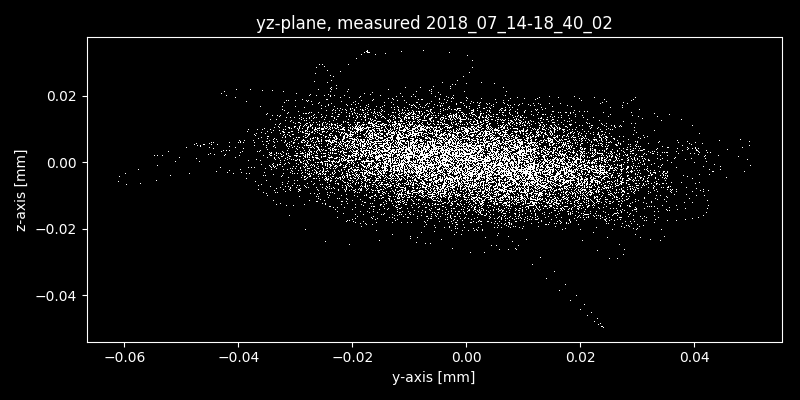 yz-plane, measured 2018_07_14-18_40_02
0.02
0.00
−0.02
−0.04
z-axis [mm]
−0.06 −0.04 −0.02 0.00 0.02 0.04
y-axis [mm]